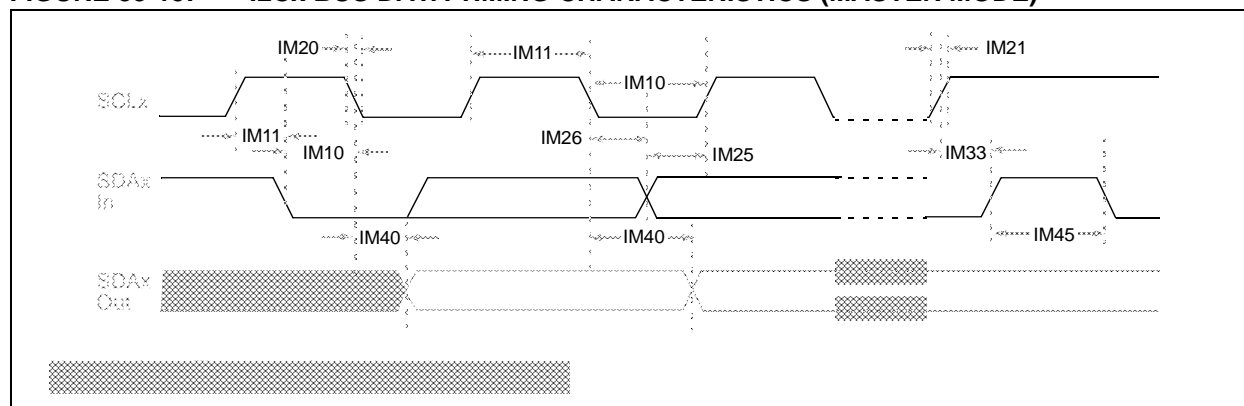 IM20
IM11
IM21
IM10
SCLx
IM11
IM26
IM10
IM25
IM33
SDAx
In
IM40
IM40
IM45
SDAx
Out